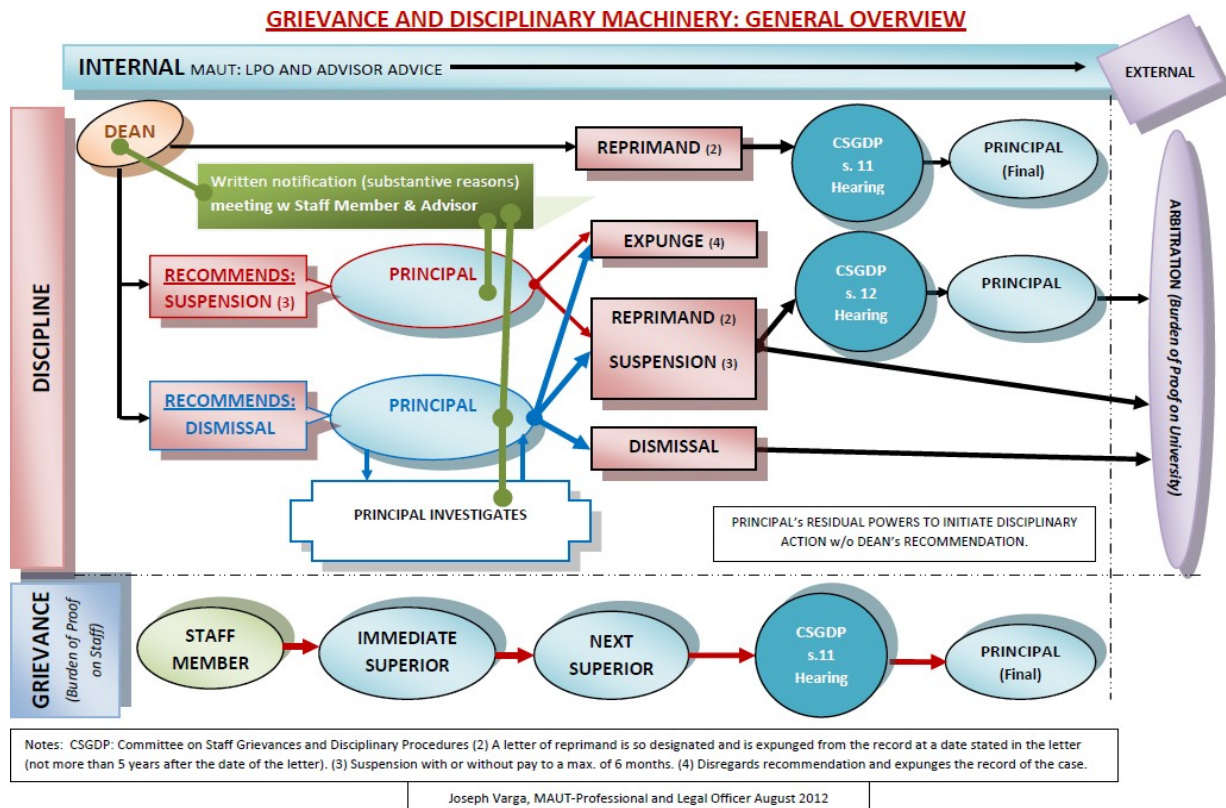 GRIEVANCE AND DISCIPLINARY MACHINERY: GENERAL OVERVIEW
INTERNAL MAUT: LPO AND ADVISOR ADVICE
EXTERNAL
DISCIPLINE
DEAN
REPRIMAND (2)
CSGDP
s. 11
Hearing
PRINCIPAL
(Final)
Written notification (substantive reasons)
meeting w Staff Member & Advisor
RECOMMENDS:
SUSPENSION (3)
PRINCIPAL
EXPUNGE (4)
REPRIMAND (2)
SUSPENSION (3)
CSGDP
s. 12
Hearing
PRINCIPAL
ARBITRATION (Burden of Proof on University)
RECOMMENDS:
DISMISSAL
PRINCIPAL
DISMISSAL
PRINCIPAL INVESTIGATES
PRINCIPAL's RESIDUAL POWERS TO INITIATE DISCIPLINARY
ACTION w/o DEAN's RECOMMENDATION.
GRIEVANCE
(Burden of Proof
on Staff)
STAFF
MEMBER
IMMEDIATE
SUPERIOR
NEXT
SUPERIOR
CSGDP
s.11
Hearing
PRINCIPAL
(Final)
Notes: CSGDP: Committee on Staff Grievances and Disciplinary Procedures (2) A letter of reprimand is so designated and is expunged from the record at a date stated in the letter
(not more than 5 years after the date of the letter). (3) Suspension with or without pay to a max. of 6 months. (4) Disregards recommendation and expunges the record of the case.
Joseph Varga, MAUT-Professional and Legal Officer August 2012